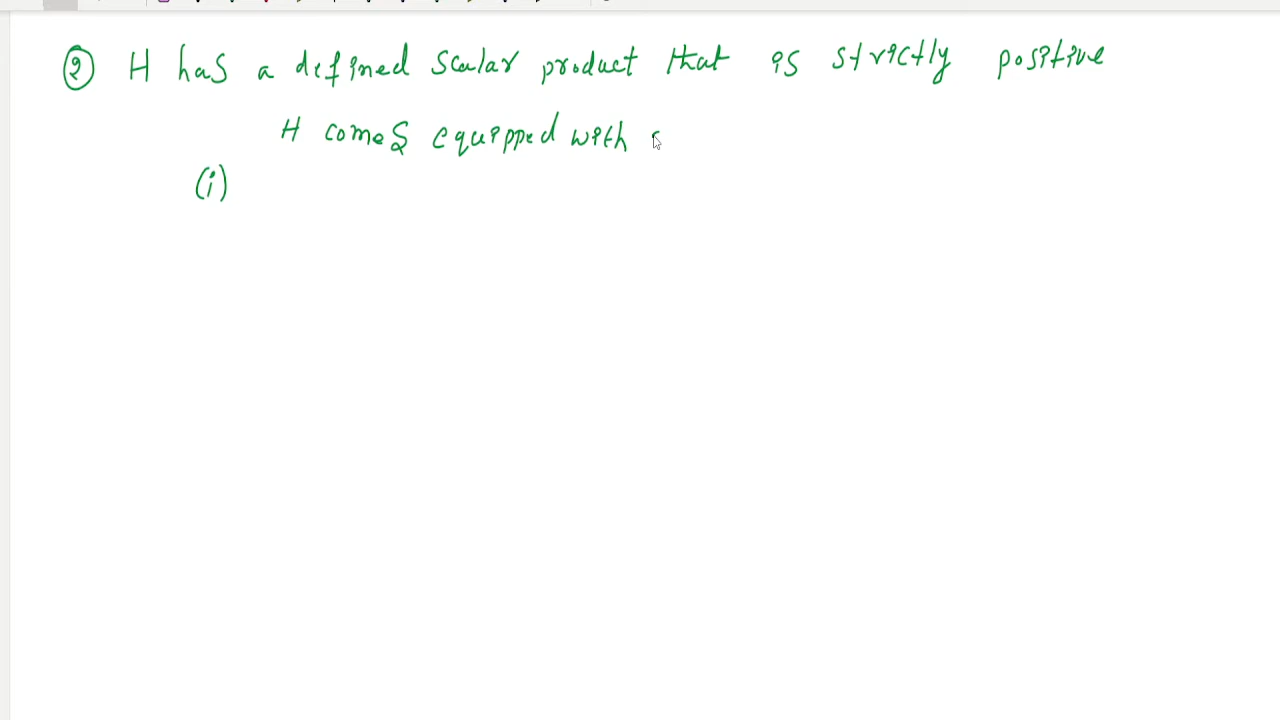 ② H has a defined scalar product that is strictly positive
H comes equipped with
(i)